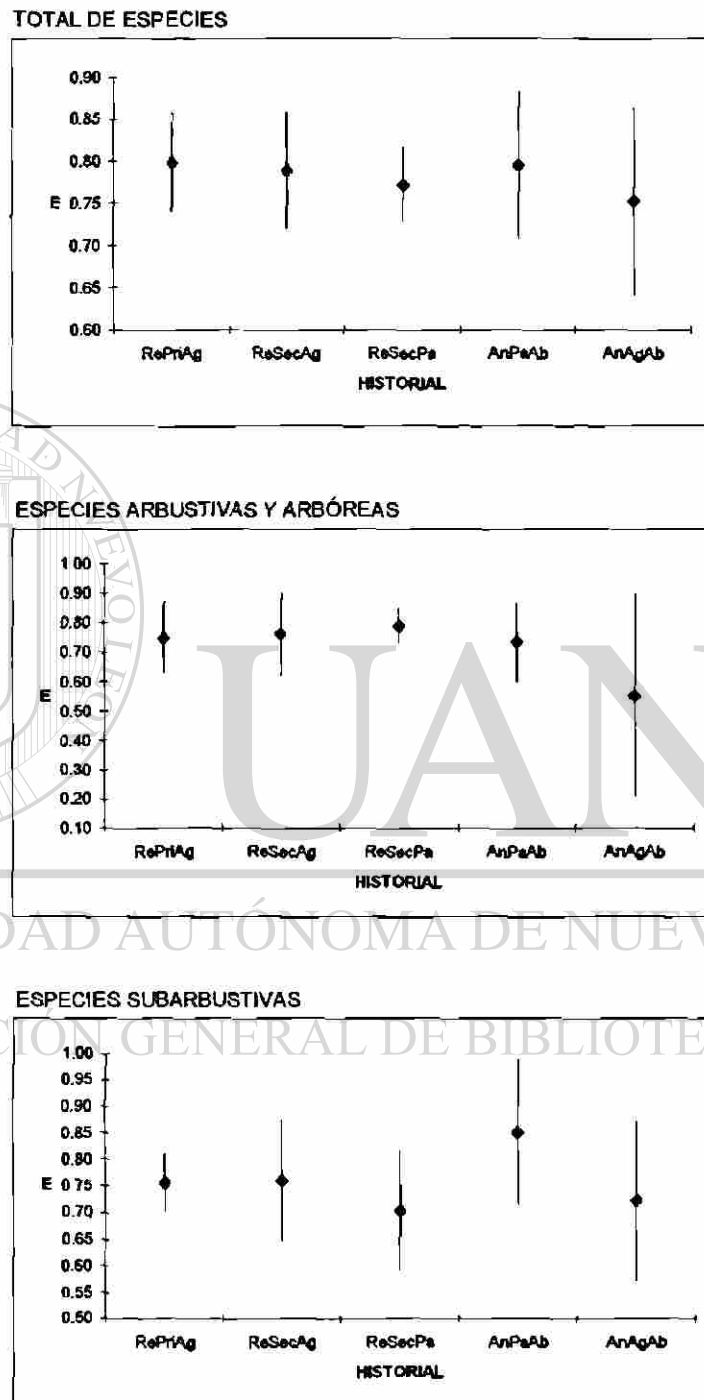 TOTAL DE ESPECIES
0.90
0.85
0.80
E 0.75
0.70
0.65
0.60
RePriAg ReSecAg ReSecPa AnPaAb AnAgAb
HISTORIAL
ESPECIES ARBUSTIVAS Y ARBÓREAS
1.00
0.90
0.80
0.70
0.60
E 0.50
0.40
0.30
0.20
0.10
RePriAg ReSecAg ReSecPa AnPaAb AnAgAb
HISTORIAL
UAN
DAD AUTÓNOMA DE NUEV
ESPECIES SUBARBUSTIVAS
CIÓN GENERAL DE BIBLIOTE
1.00
0.95
0.90
0.85
0.80
E 0.75
0.70
0.65
0.60
0.55
0.50
RePriAg ReSecAg ReSecPa AnPaAb AnAgAb
HISTORIAL